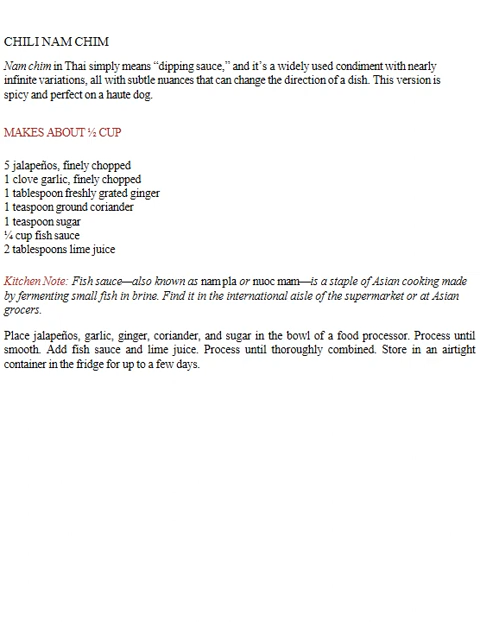 CHILI NAM CHIM
Nam chim in Thai simply means “dipping sauce,” and it’s a widely used condiment with nearly
infinite variations, all with subtle nuances that can change the direction of a dish. This version is
spicy and perfect on a haute dog.
MAKES ABOUT ½ CUP
5 jalapeños, finely chopped
1 clove garlic, finely chopped
1 tablespoon freshly grated ginger
1 teaspoon ground coriander
1 teaspoon sugar
¼ cup fish sauce
2 tablespoons lime juice
Kitchen Note: Fish sauce—also known as nam pla or nuoc mam—is a staple of Asian cooking made
by fermenting small fish in brine. Find it in the international aisle of the supermarket or at Asian
grocers.
Place jalapeños, garlic, ginger, coriander, and sugar in the bowl of a food processor. Process until
smooth. Add fish sauce and lime juice. Process until thoroughly combined. Store in an airtight
container in the fridge for up to a few days.